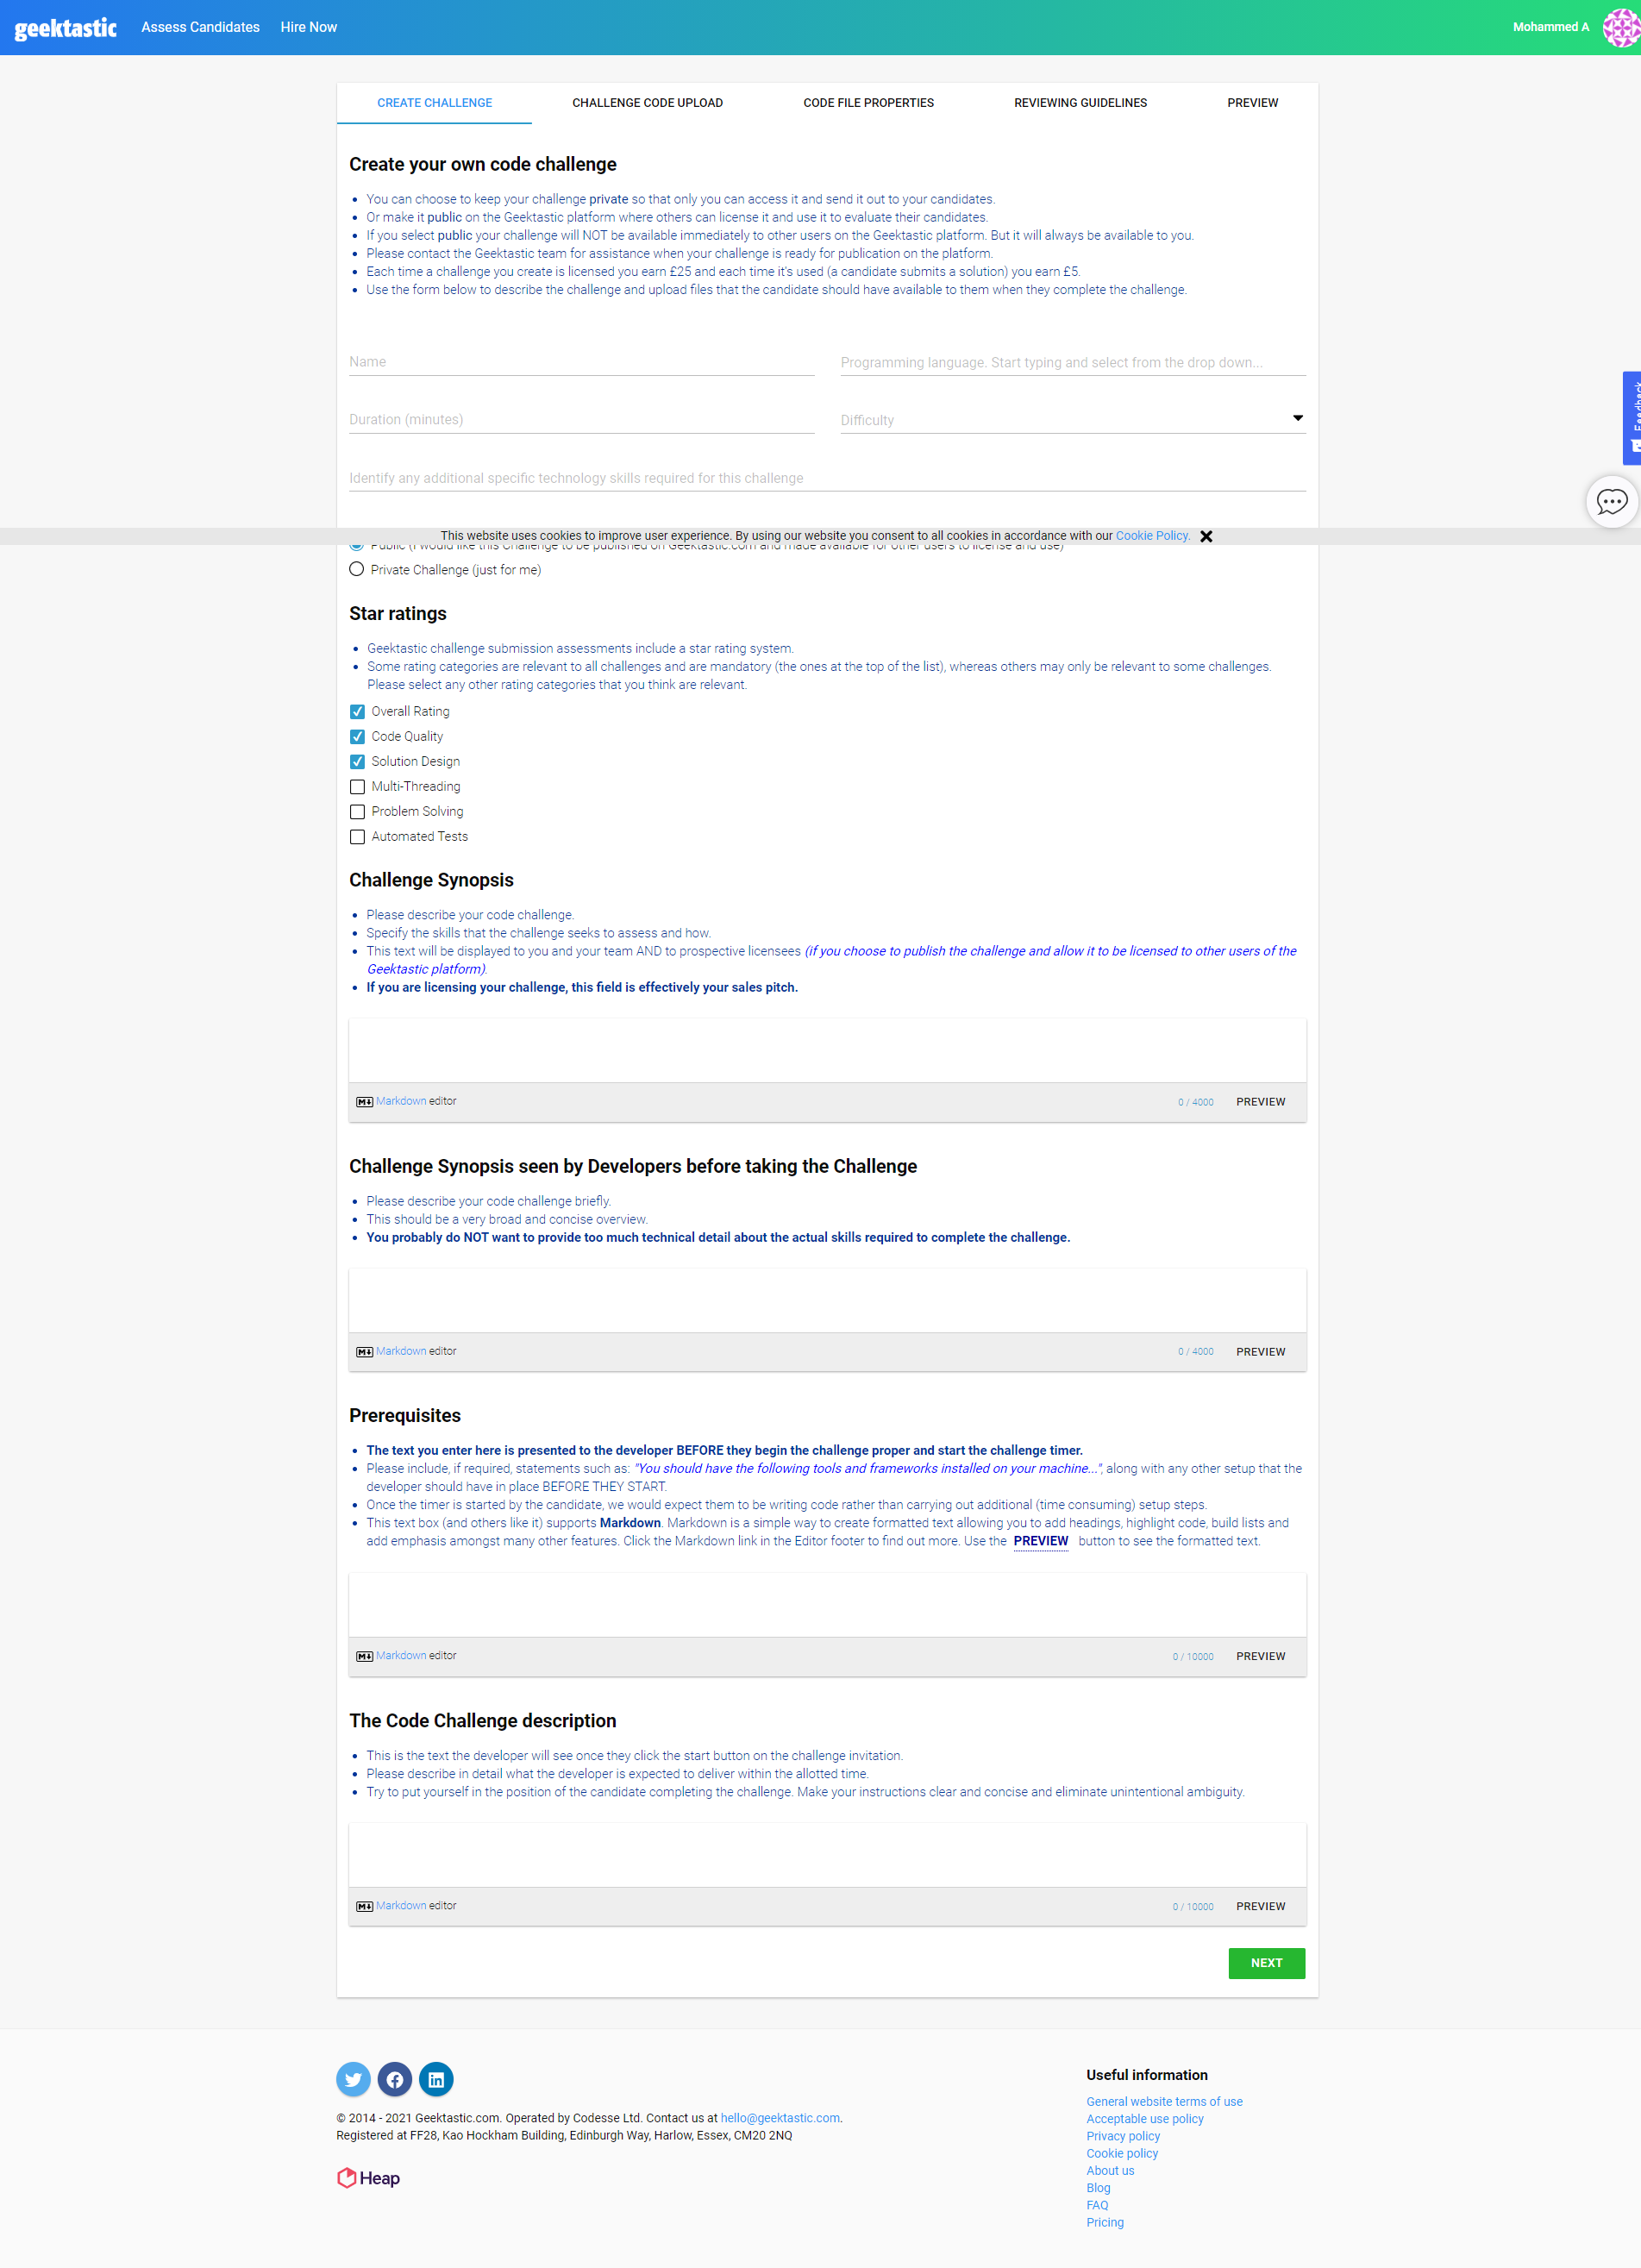 geektastic
Assess Candidates
Hire Now
Mohammed A
CREATE CHALLENGE
CHALLENGE CODE UPLOAD
CODE FILE PROPERTIES
REVIEWING GUIDELINES
PREVIEW
Create your own code challenge
You can choose to keep your challenge private so that only you can access it and send it out to your candidates.
Or make it public on the Geektastic platform where others can license it and use it to evaluate their candidates.
If you select public your challenge will NOT be available immediately to other users on the Geektastic platform. But it will always be available to you.
Please contact the Geektastic team for assistance when your challenge is ready for publication on the platform.
Each time a challenge you create is licensed you earn £25 and each time it's used (a candidate submits a solution) you earn £5.
Use the form below to describe the challenge and upload files that the candidate should have available to them when they complete the challenge.
Name
Programming language. Start typing and select from the drop down...
Duration (minutes)
Difficulty
Feedback
Identify any additional specific technology skills required for this challenge
This website uses cookies to improve user experience. By using our website you consent to all cookies in accordance with our Cookie Policy.
Public (I would like this challenge to be published on Geektastic.com and made available for other users to license and use)
Private Challenge (just for me)
Star ratings
Geektastic challenge submission assessments include a star rating system.
Some rating categories are relevant to all challenges and are mandatory (the ones at the top of the list), whereas others may only be relevant to some challenges.
Please select any other rating categories that you think are relevant.
Overall Rating
Code Quality
Solution Design
Multi-Threading
Problem Solving
Automated Tests
Challenge Synopsis
Please describe your code challenge.
Specify the skills that the challenge seeks to assess and how.
This text will be displayed to you and your team AND to prospective licensees (if you choose to publish the challenge and allow it to be licensed to other users of the
Geektastic platform).
If you are licensing your challenge, this field is effectively your sales pitch.
Markdown editor
0 / 4000
PREVIEW
Challenge Synopsis seen by Developers before taking the Challenge
Please describe your code challenge briefly.
This should be a very broad and concise overview.
You probably do NOT want to provide too much technical detail about the actual skills required to complete the challenge.
Markdown editor
0 / 4000
PREVIEW
Prerequisites
The text you enter here is presented to the developer BEFORE they begin the challenge proper and start the challenge timer.
Please include, if required, statements such as: "You should have the following tools and frameworks installed on your machine...", along with any other setup that the
developer should have in place BEFORE THEY START.
Once the timer is started by the candidate, we would expect them to be writing code rather than carrying out additional (time consuming) setup steps.
This text box (and others like it) supports Markdown. Markdown is a simple way to create formatted text allowing you to add headings, highlight code, build lists and
add emphasis amongst many other features. Click the Markdown link in the Editor footer to find out more. Use the PREVIEW button to see the formatted text.
Markdown editor
0 / 10000
PREVIEW
The Code Challenge description
This is the text the developer will see once they click the start button on the challenge invitation.
Please describe in detail what the developer is expected to deliver within the allotted time.
Try to put yourself in the position of the candidate completing the challenge. Make your instructions clear and concise and eliminate unintentional ambiguity.
Markdown editor
0 / 10000
PREVIEW
NEXT
© 2014 - 2021 Geektastic.com. Operated by Codesse Ltd. Contact us at hello@geektastic.com.
Registered at FF28, Kao Hockham Building, Edinburgh Way, Harlow, Essex, CM20 2NQ
Heap
Useful information
General website terms of use
Acceptable use policy
Privacy policy
Cookie policy
About us
Blog
FAQ
Pricing